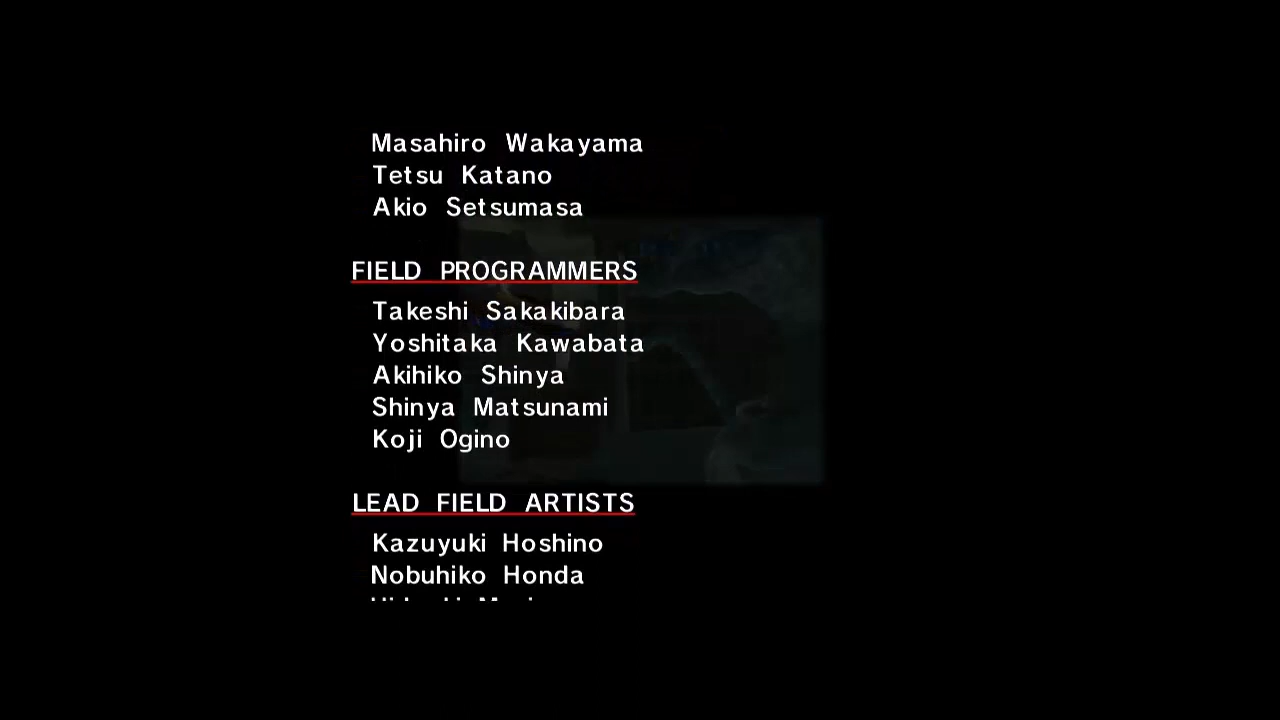 Masahiro Wakayama
Tetsu Katano
Akio Setsumasa
FIELD PROGRAMMERS
Takeshi Sakakibara
Yoshitaka Kawabata
Akihiko Shinya
Shinya Matsunami
Koji Ogino
LEAD FIELD ARTISTS
Kazuyuki Hoshino
Nobuhiko Honda